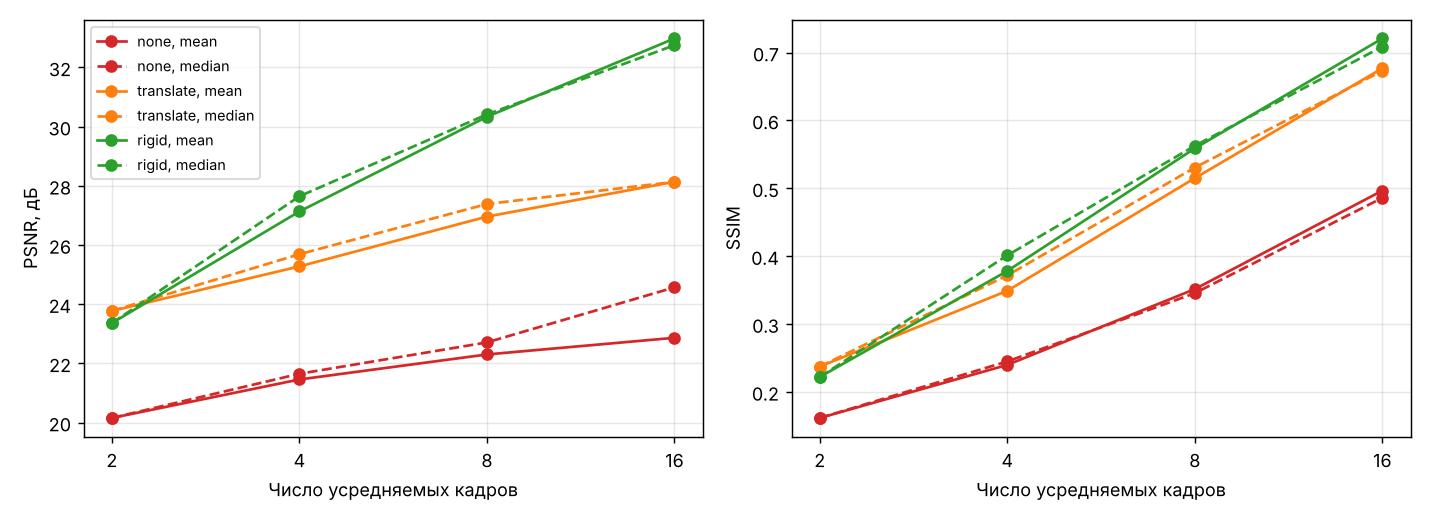 PSNR, дБ
32
30
28
26
24
22
20
none, mean
none, median
translate, mean
translate, median
rigid, mean
rigid, median
2
4
8
16
Число усредняемых кадров
SSIM
0.7
0.6
0.5
0.4
0.3
0.2
2
4
8
16
Число усредняемых кадров